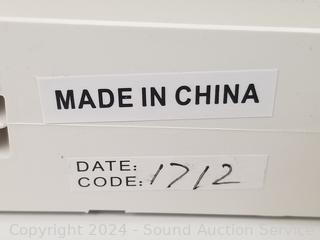 MADE IN CHINA
DATE:
CODE: 1712
Copyright 2024 - Sound Auction Service